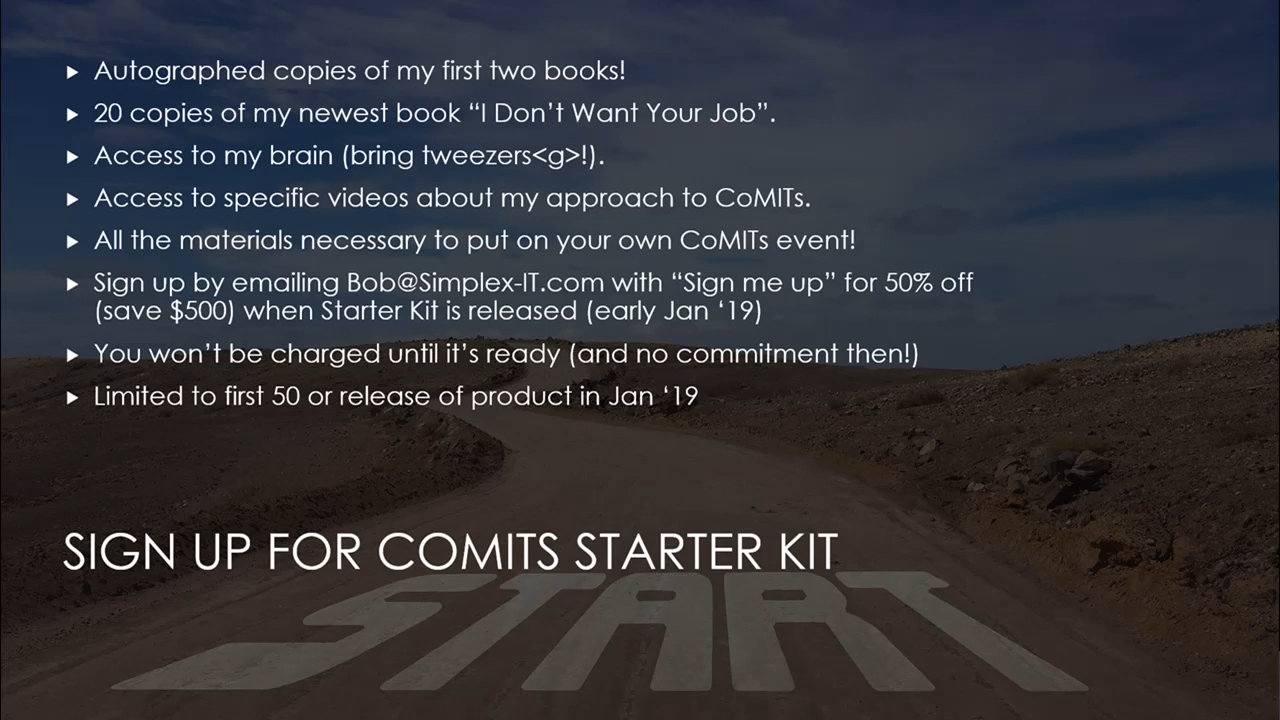 Autographed copies of my first two books!
20 copies of my newest book “I Don’t Want Your Job”.
Access to my brain (bring tweezers<g>!).
Access to specific videos about my approach to CoMITs.
All the materials necessary to put on your own CoMITs event!
Sign up by emailing Bob@Simplex-IT.com with “Sign me up” for 50% off
(save $500) when Starter Kit is released (early Jan ‘19)
You won’t be charged until it’s ready (and no commitment then!)
Limited to first 50 or release of product in Jan ‘19
SIGN UP FOR COMITS STARTER KIT
START